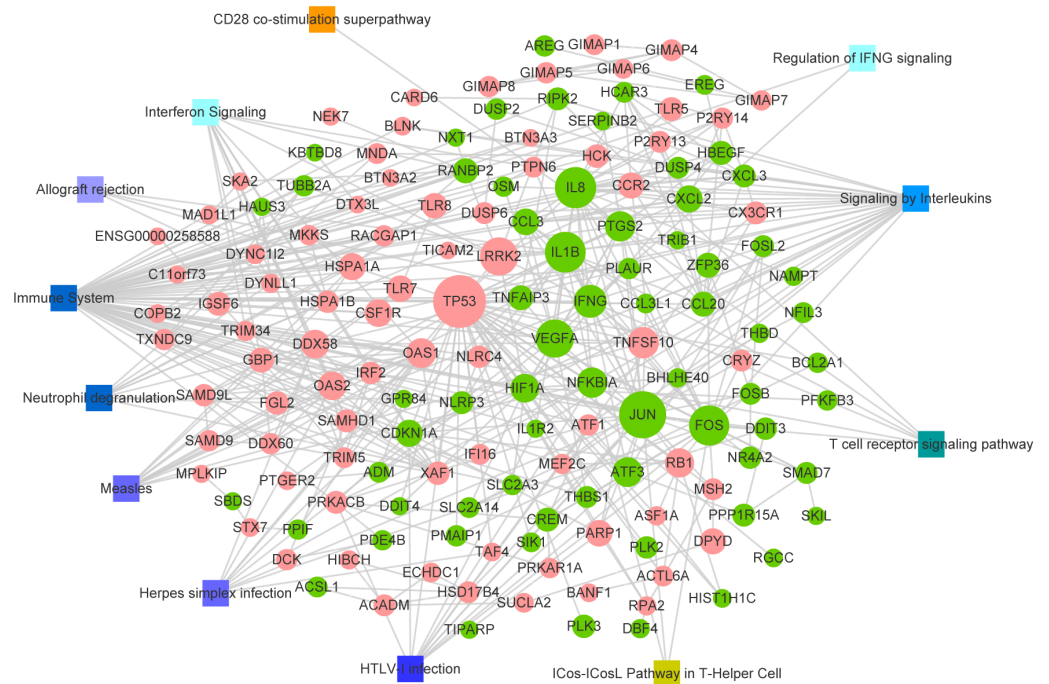 CD28 co-stimulation superpathway
AREG
GIMAP1
GIMAP4
Regulation of IFNG signaling
GIMAP5
GIMAP6
GIMAP8
HCAR3
EREG
GIMAP7
CARD6
DUSP2
RIPK2
TLR5
P2RY14
Interferon Signaling
NEK7
BLNK
NXT1
BTN3A3
SERPINB2
P2RY13
HBEGF
KBTBD8
MNDA
RANBP2
PTPN6
HCK
DUSP4
CXCL3
Allograft rejection
SKA2
TUBB2A
BTN3A2
OSM
IL8
CCR2
CXCL2
Signaling by Interleukins
HAUS3
DTX3L
TLR8
DUSP6
CX3CR1
MAD1L1
CCL3
PTGS2
ENSG00000258588
MKKS
RACGAP1
TICAM2
TRIB1
FOSL2
DYNC1I2
LRRK2
IL1B
ZFP36
C11orf73
DYNLL1
HSPA1A
PLAUR
NAMPT
Immune System
IGSF6
HSPA1B
TLR7
TP53
TNFAIP3
IFNG
CCL3L1
CCL20
NFIL3
COPB2
CSF1R
TXNDC9
TRIM34
DDX58
VEGFA
TNFSF10
THBD
GBP1
OAS1
NLRC4
CRYZ
BCL2A1
IRF2
BHLHE40
Neutrophil degranulation
SAMD9L
OAS2
HIF1A
NFKBIA
FOSB
PFKFB3
FGL2
GPR84
NLRP3
SAMHD1
JUN
FOS
SAMD9
DDX60
CDKN1A
IL1R2
ATF1
DDIT3
T cell receptor signaling pathway
TRIM5
IFI16
NR4A2
MPLKIP
ADM
XAF1
MEF2C
ATF3
RB1
SMAD7
Measles
PTGER2
SLC2A3
MSH2
SBDS
PRKACB
DDIT4
SLC2A14
THBS1
ASF1A
PPP1R15A
SKIL
STX7
PPIF
PDE4B
PMAIP1
CREM
SIK1
PARP1
PLK2
DPYD
DCK
HIBCH
TAF4
RGCC
ECHDC1
PRKAR1A
ACTL6A
Herpes simplex infection
ACSL1
HSD17B4
BANF1
HIST1H1C
ACADM
SUCLA2
RPA2
TIPARP
PLK3
DBF4
HTLV-I infection
ICos-ICosL Pathway in T-Helper Cell